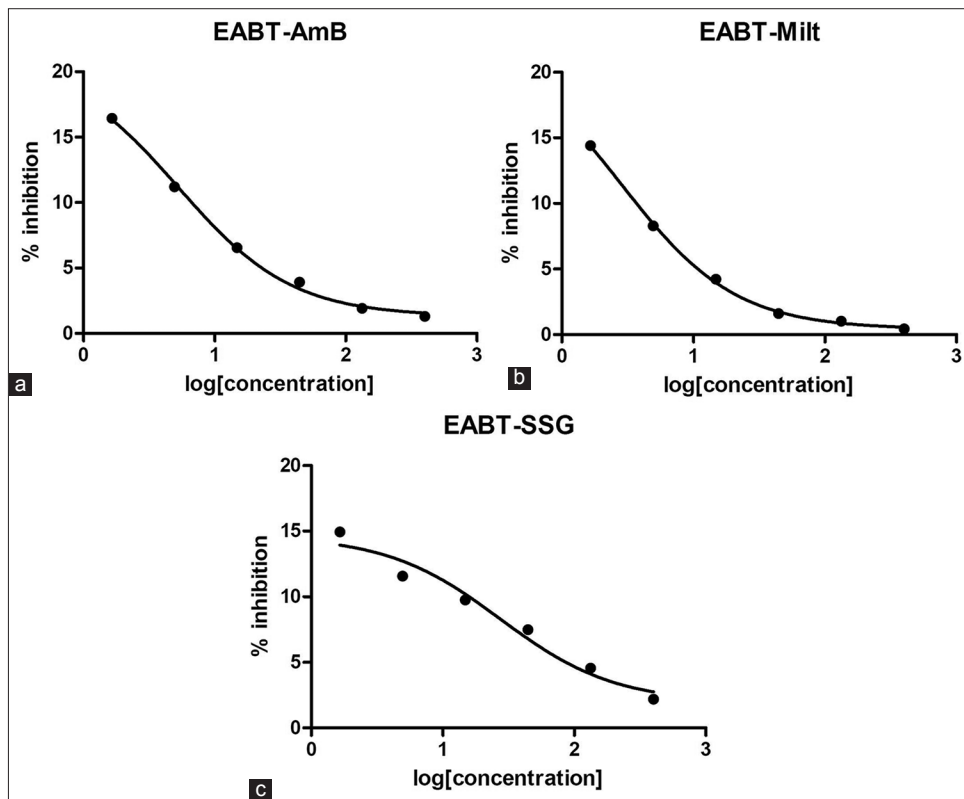 EABT-AmB
20
15
10
5
0
% inhibition
0 1 2 3
log[concentration]
a
EABT-Milt
20
15
10
5
0
% inhibition
0 1 2 3
log[concentration]
b
EABT-SSG
20
15
10
5
0
% inhibition
0 1 2 3
log[concentration]
c